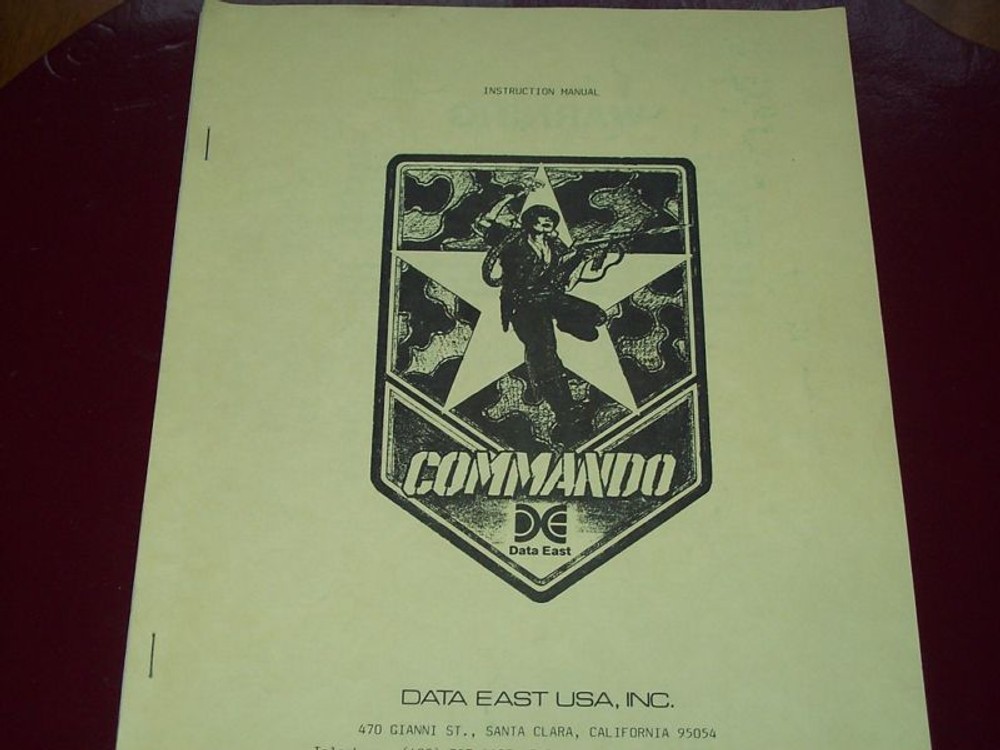 INSTRUCTION MANUAL
COMMANDO
DE
Data East
DATA EAST USA, INC.
470 GIANNI ST., SANTA CLARA, CALIFORNIA 95054